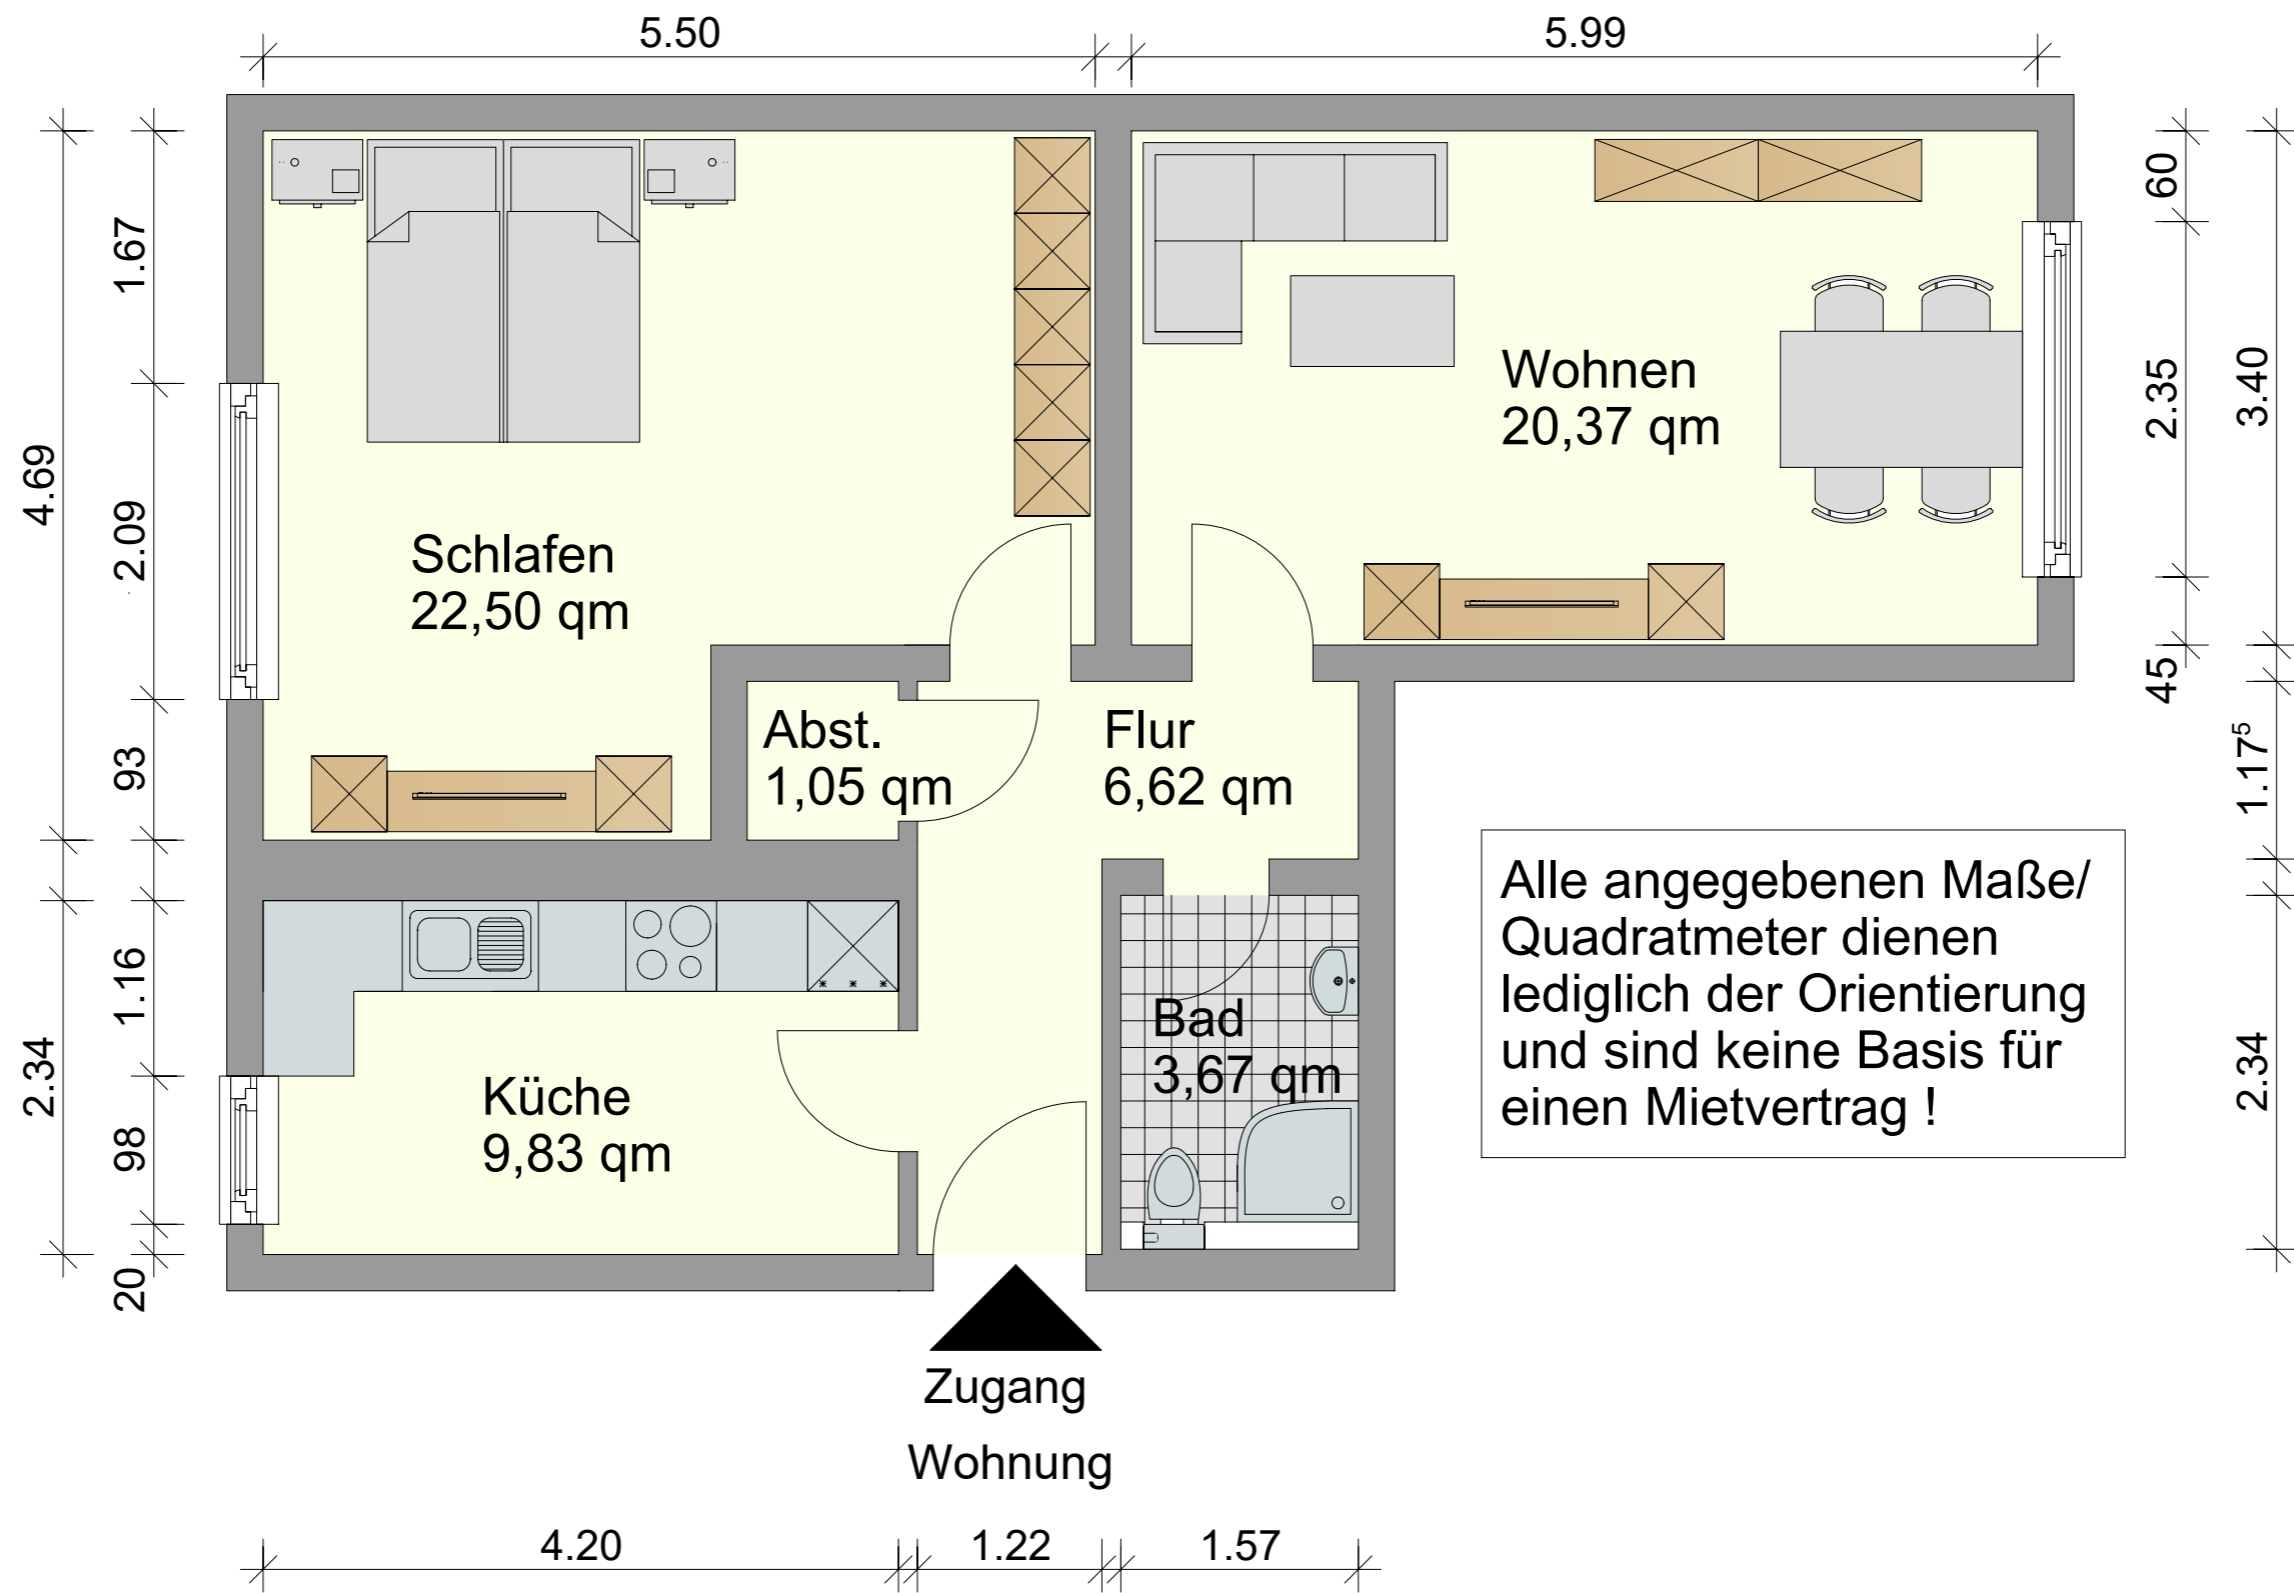 5.50
5.99
60
1.67
Wohnen
20,37 qm
2.35
3.40
4.69
2.09
Schlafen
22,50 qm
45
Abst.
1,05 qm
Flur
6,62 qm
93
1.17⁵
Alle angegebenen Maße/
Quadratmeter dienen
lediglich der Orientierung
und sind keine Basis für
einen Mietvertrag !
1.16
Bad
3,67 qm
2.34
2.34
Küche
9,83 qm
98
20
Zugang
Wohnung
4.20
1.22
1.57